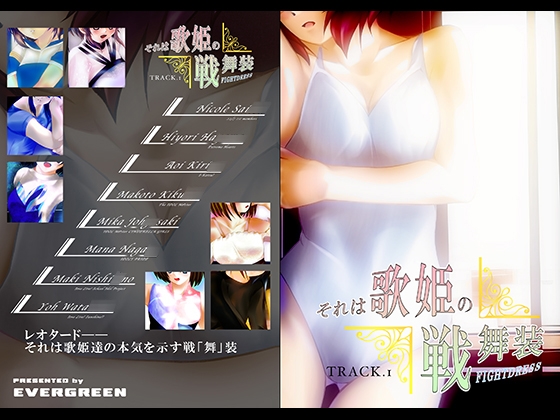 それは歌姫の
戦舞装
TRACK.1
FIGHTDRESS
Nicole Sai
Hiyori Ha
Aoi Kiri
Makoto Kiku
Mika Joh saki
Mana Naga
Maki Nishi no
Yoh Wata
レオタード――
それは歌姫達の本気を示す戦「舞」装
PRESENTED by
EVERGREEN
それは歌姫の
戦舞装
TRACK.1
FIGHTDRESS